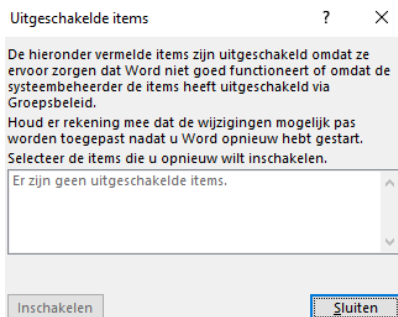 Uitgeschakelde items ?
De hieronder vermelde items zijn uitgeschakeld omdat ze
ervoor zorgen dat Word niet goed functioneert of omdat de
systeembeheerder de items heeft uitgeschakeld via
Groepsbeleid.
Houd er rekening mee dat de wijzigingen mogelijk pas
worden toegepast nadat u Word opnieuw hebt gestart.
Selecteer de items die u opnieuw wilt inschakelen.
Er zijn geen uitgeschakelde items.
Inschakelen Sluiten